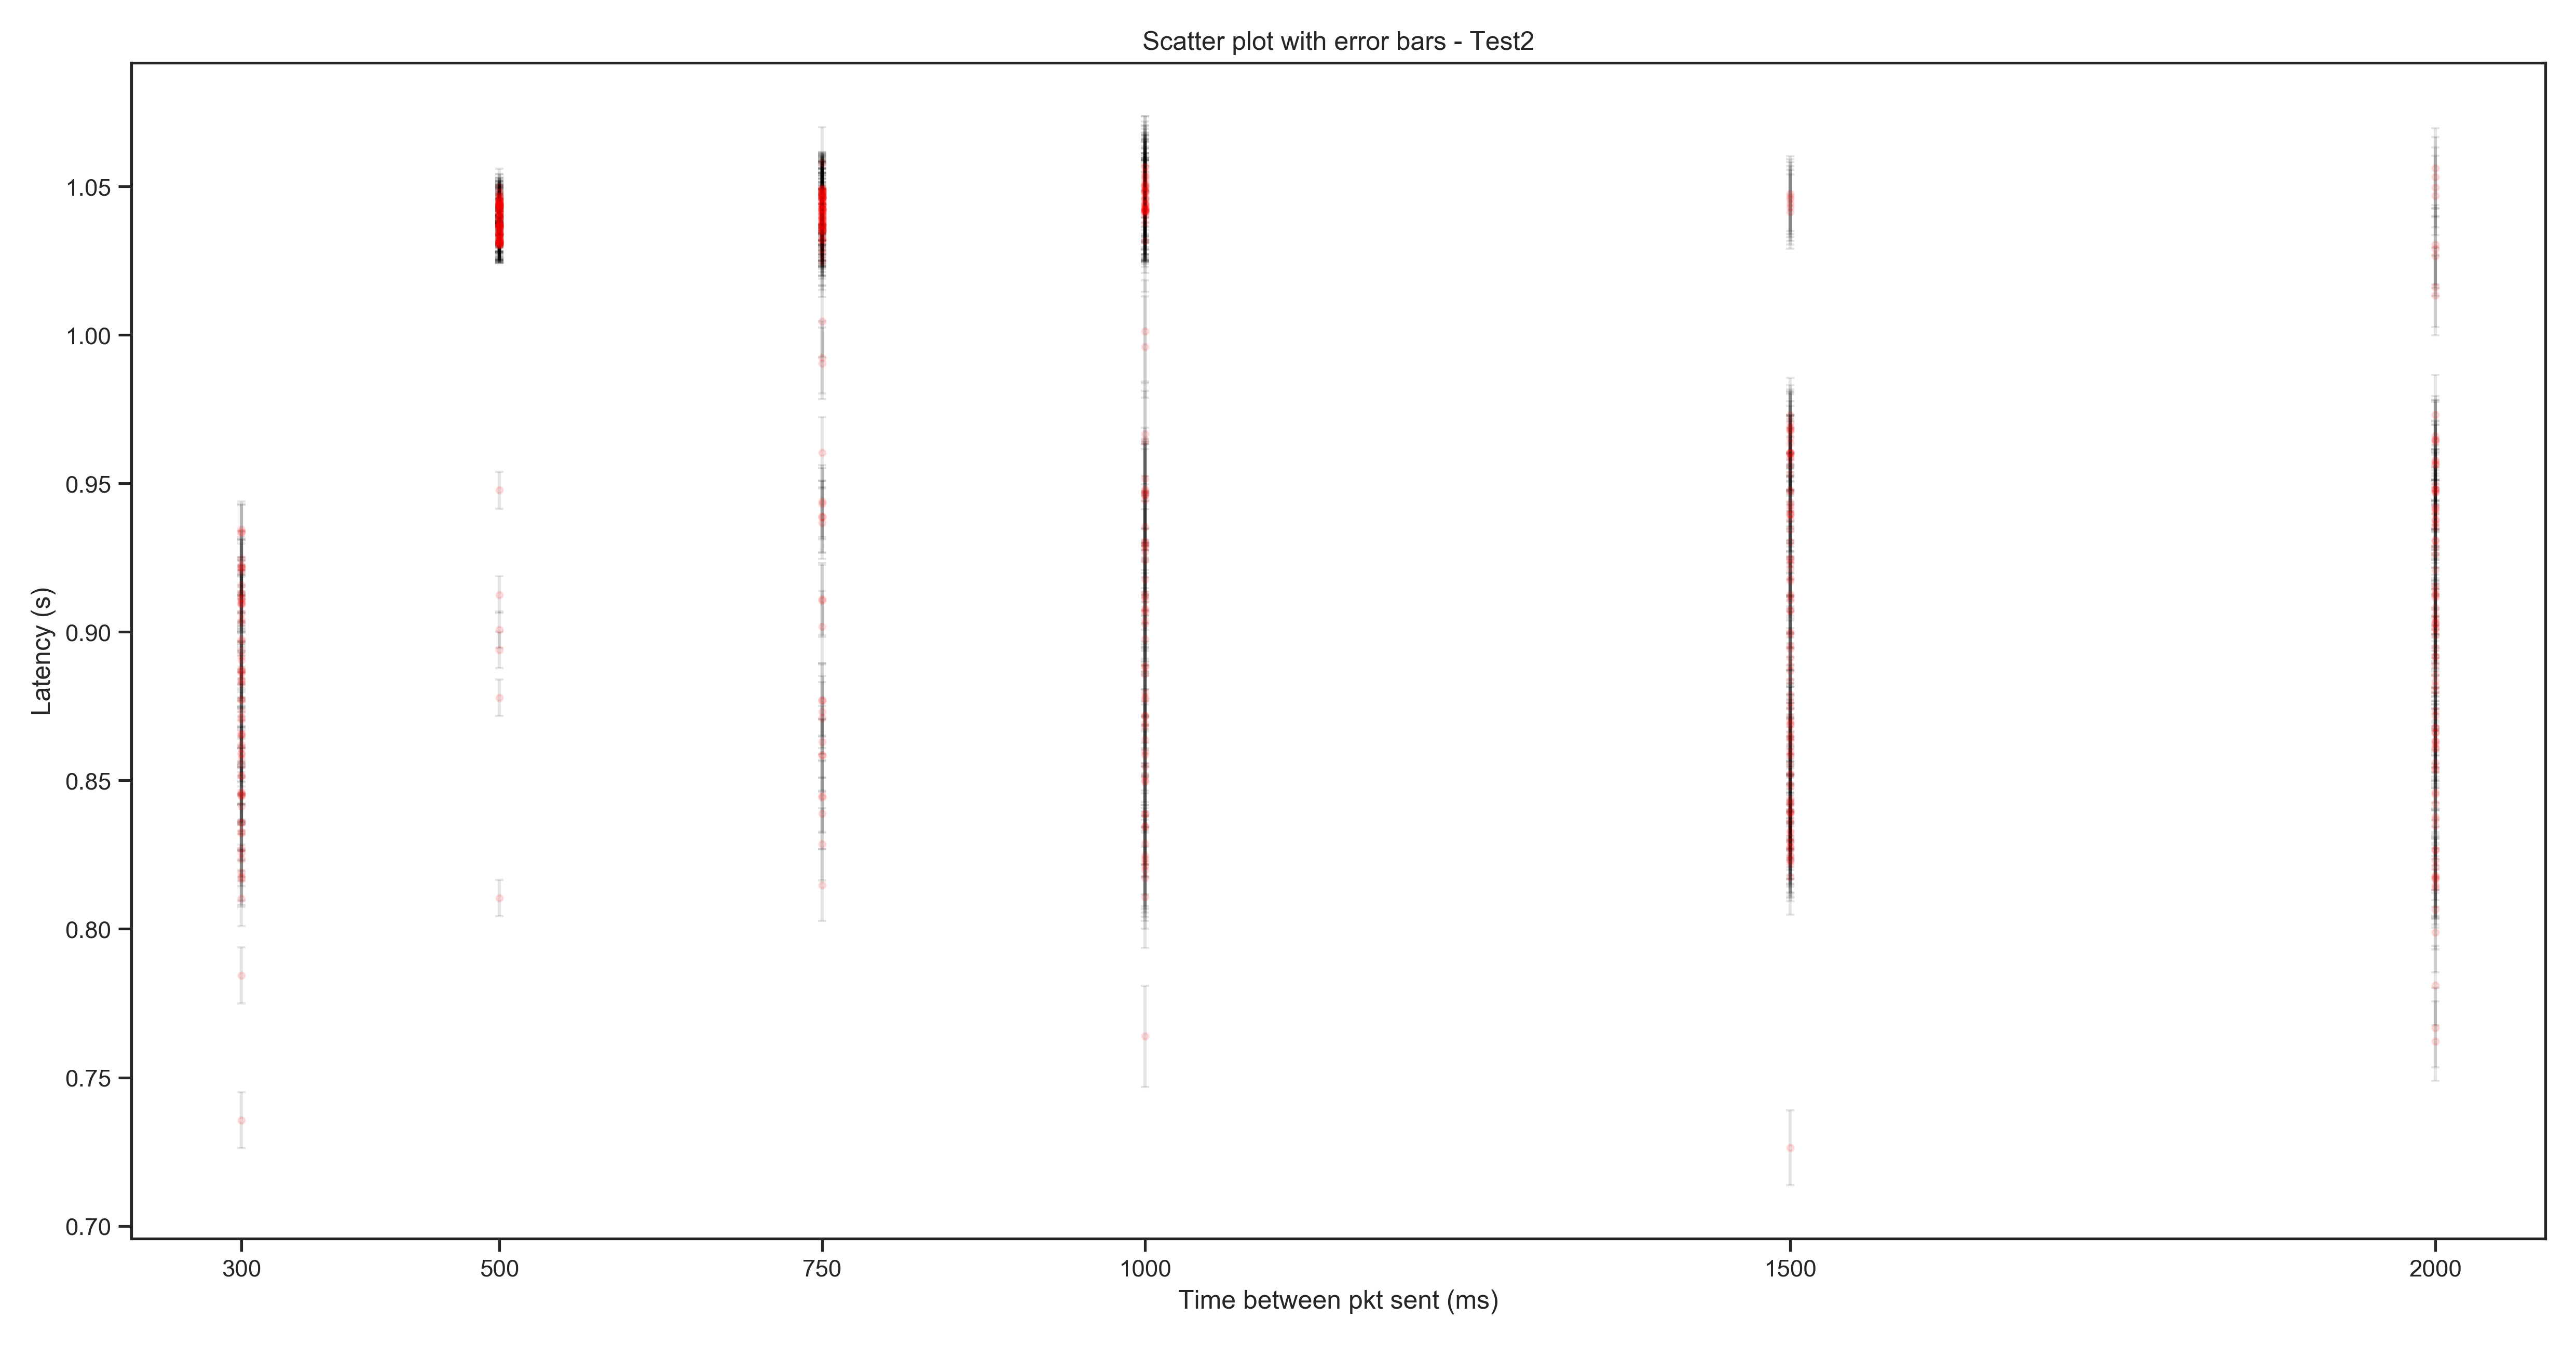 Scatter plot with error bars - Test2
Latency (s)
1.05
1.00
0.95
0.90
0.85
0.80
0.75
0.70
300 500 750 1000 1500 2000
Time between pkt sent (ms)